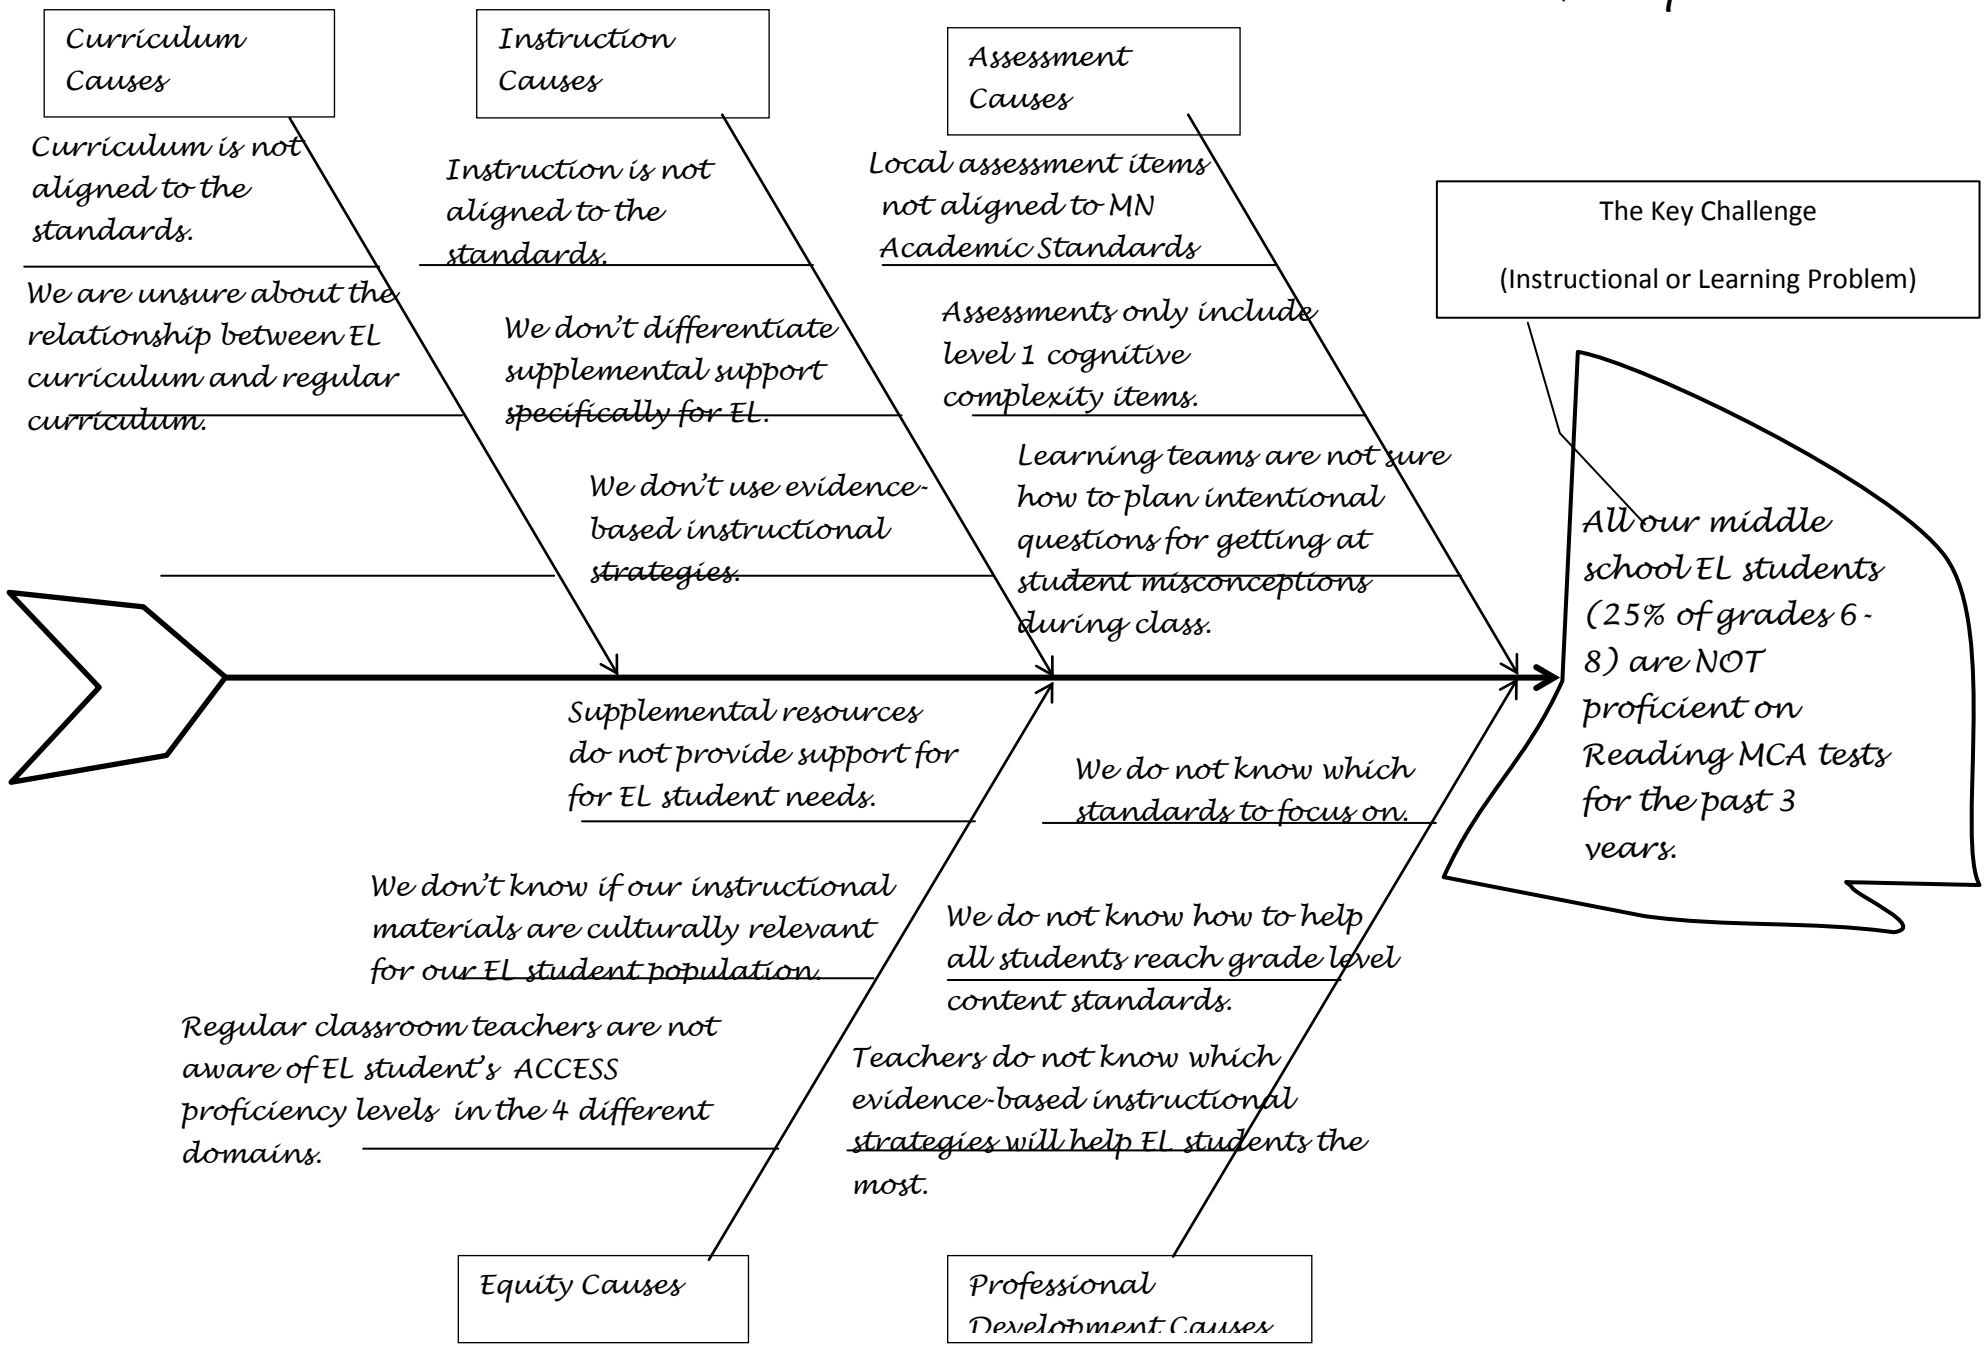 Curriculum
Causes
Curriculum is not
aligned to the
standards.
We are unsure about the
relationship between EL
curriculum and regular
curriculum.
Instruction
Causes
Instruction is not
aligned to the
standards.
We don't differentiate
supplemental support
specifically for EL.
We don't use evidence-
based instructional
strategies.
Assessment
Causes
Local assessment items
not aligned to MN
Academic Standards
Assessments only include
level 1 cognitive
complexity items.
Learning teams are not sure
how to plan intentional
questions for getting at
student misconceptions
during class.
The Key Challenge
(Instructional or Learning Problem)
All our middle
school EL students
(25% of grades 6-
8) are NOT
proficient on
Reading MCA tests
for the past 3
years.
Supplemental resources
do not provide support for
for EL student needs.
We don't know if our instructional
materials are culturally relevant
for our EL student population.
Regular classroom teachers are not
aware of EL student's ACCESS
proficiency levels in the 4 different
domains.
Equity Causes
We do not know which
standards to focus on.
We do not know how to help
all students reach grade level
content standards.
Teachers do not know which
evidence-based instructional
strategies will help EL students the
most.
Professional
Development Causes